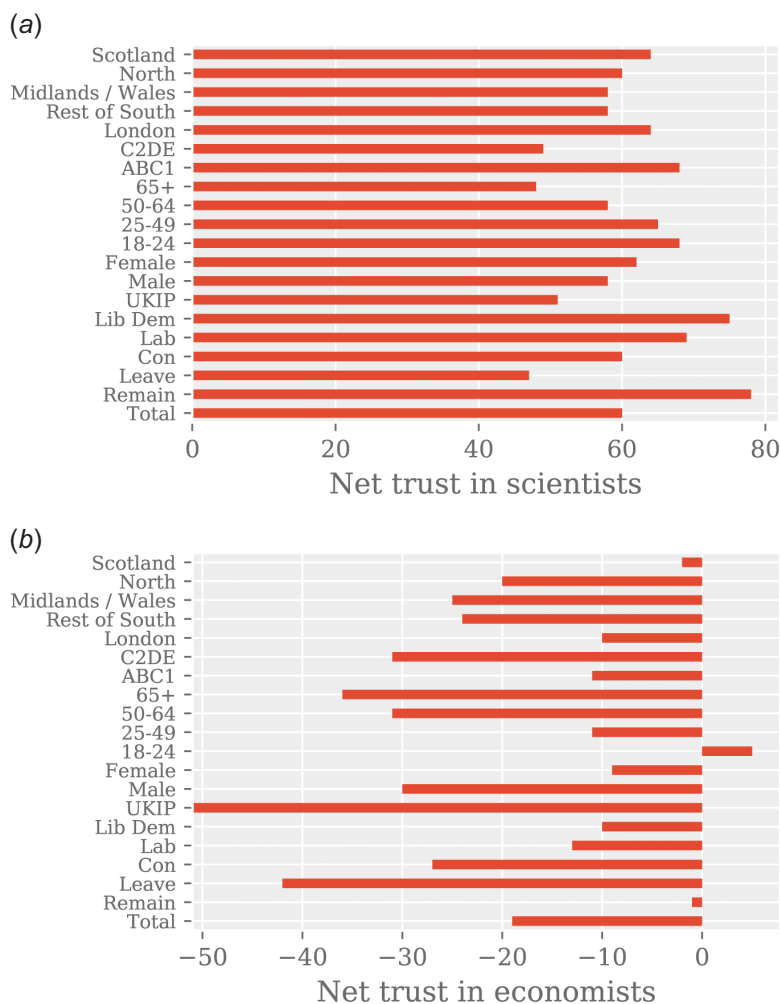 (a)
Scotland
North
Midlands / Wales
Rest of South
London
C2DE
ABC1
65+
50-64
25-49
18-24
Female
Male
UKIP
Lib Dem
Lab
Con
Leave
Remain
Total
0 20 40 60 80
Net trust in scientists
(b)
Scotland
North
Midlands / Wales
Rest of South
London
C2DE
ABC1
65+
50-64
25-49
18-24
Female
Male
UKIP
Lib Dem
Lab
Con
Leave
Remain
Total
−50 −40 −30 −20 −10 0
Net trust in economists